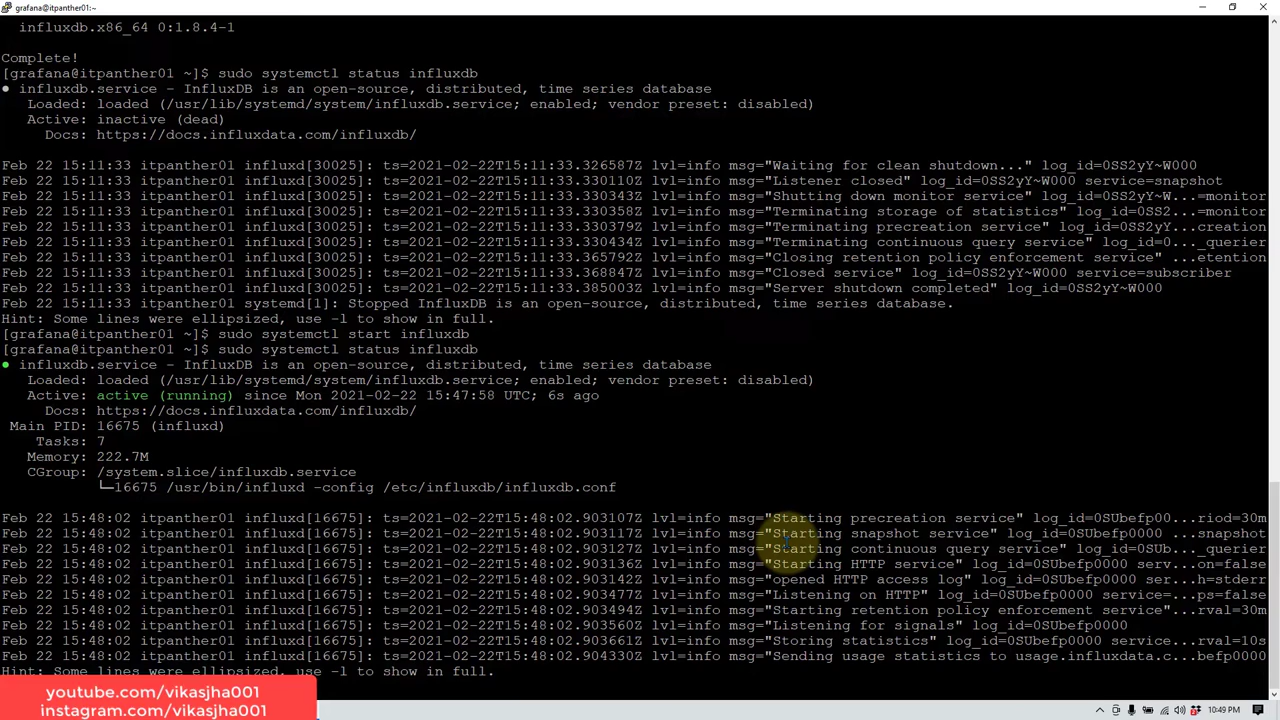 grafana@itpanther01:~
influxdb.x86_64 0:1.8.4-1
Complete!
[grafana@itpanther01 ~]$ sudo systemctl status influxdb
● influxdb.service - InfluxDB is an open-source, distributed, time series database
Loaded: loaded (/usr/lib/systemd/system/influxdb.service; enabled; vendor preset: disabled)
Active: inactive (dead)
Docs: https://docs.influxdata.com/influxdb/
Feb 22 15:11:33 itpanther01 influxd[30025]: ts=2021-02-22T15:11:33.326587Z lvl=info msg="Waiting for clean shutdown..." log_id=0SS2yY~W000
Feb 22 15:11:33 itpanther01 influxd[30025]: ts=2021-02-22T15:11:33.330110Z lvl=info msg="Listener closed" log_id=0SS2yY~W000 service=snapshot
Feb 22 15:11:33 itpanther01 influxd[30025]: ts=2021-02-22T15:11:33.330343Z lvl=info msg="Shutting down monitor service" log_id=0SS2yY~W...=monitor
Feb 22 15:11:33 itpanther01 influxd[30025]: ts=2021-02-22T15:11:33.330358Z lvl=info msg="Terminating storage of statistics" log_id=0SS2...=monitor
Feb 22 15:11:33 itpanther01 influxd[30025]: ts=2021-02-22T15:11:33.330379Z lvl=info msg="Terminating precreation service" log_id=0SS2yY...creation
Feb 22 15:11:33 itpanther01 influxd[30025]: ts=2021-02-22T15:11:33.330434Z lvl=info msg="Terminating continuous query service" log_id=0..._querier
Feb 22 15:11:33 itpanther01 influxd[30025]: ts=2021-02-22T15:11:33.365792Z lvl=info msg="Closing retention policy enforcement service" ...etention
Feb 22 15:11:33 itpanther01 influxd[30025]: ts=2021-02-22T15:11:33.368847Z lvl=info msg="Closed service" log_id=0SS2yY~W000 service=subscriber
Feb 22 15:11:33 itpanther01 influxd[30025]: ts=2021-02-22T15:11:33.385003Z lvl=info msg="Server shutdown completed" log_id=0SS2yY~W000
Feb 22 15:11:33 itpanther01 systemd[1]: Stopped InfluxDB is an open-source, distributed, time series database.
Hint: Some lines were ellipsized, use -l to show in full.
[grafana@itpanther01 ~]$ sudo systemctl start influxdb
[grafana@itpanther01 ~]$ sudo systemctl status influxdb
● influxdb.service - InfluxDB is an open-source, distributed, time series database
Loaded: loaded (/usr/lib/systemd/system/influxdb.service; enabled; vendor preset: disabled)
Active: active (running) since Mon 2021-02-22 15:47:58 UTC; 6s ago
Docs: https://docs.influxdata.com/influxdb/
Main PID: 16675 (influxd)
Tasks: 7
Memory: 222.7M
CGroup: /system.slice/influxdb.service
└─16675 /usr/bin/influxd -config /etc/influxdb/influxdb.conf
Feb 22 15:48:02 itpanther01 influxd[16675]: ts=2021-02-22T15:48:02.903107Z lvl=info msg="Starting precreation service" log_id=0SUbefp00...riod=30m
Feb 22 15:48:02 itpanther01 influxd[16675]: ts=2021-02-22T15:48:02.903117Z lvl=info msg="Starting snapshot service" log_id=0SUbefp0000 ...snapshot
Feb 22 15:48:02 itpanther01 influxd[16675]: ts=2021-02-22T15:48:02.903127Z lvl=info msg="Starting continuous query service" log_id=0SUb..._querier
Feb 22 15:48:02 itpanther01 influxd[16675]: ts=2021-02-22T15:48:02.903136Z lvl=info msg="Starting HTTP service" log_id=0SUbefp0000 serv...on=false
Feb 22 15:48:02 itpanther01 influxd[16675]: ts=2021-02-22T15:48:02.903142Z lvl=info msg="opened HTTP access log" log_id=0SUbefp0000 ser...h=stderr
Feb 22 15:48:02 itpanther01 influxd[16675]: ts=2021-02-22T15:48:02.903477Z lvl=info msg="Listening on HTTP" log_id=0SUbefp0000 service=...ps=false
Feb 22 15:48:02 itpanther01 influxd[16675]: ts=2021-02-22T15:48:02.903494Z lvl=info msg="Starting retention policy enforcement service"...rval=30m
Feb 22 15:48:02 itpanther01 influxd[16675]: ts=2021-02-22T15:48:02.903560Z lvl=info msg="Listening for signals" log_id=0SUbefp0000
Feb 22 15:48:02 itpanther01 influxd[16675]: ts=2021-02-22T15:48:02.903661Z lvl=info msg="Storing statistics" log_id=0SUbefp0000 service...rval=10s
Feb 22 15:48:02 itpanther01 influxd[16675]: ts=2021-02-22T15:48:02.904330Z lvl=info msg="Sending usage statistics to usage.influxdata.c...befp0000
Hint: Some lines were ellipsized, use -l to show in full.
youtube.com/vikasjha001
instagram.com/vikasjha001
10:49 PM